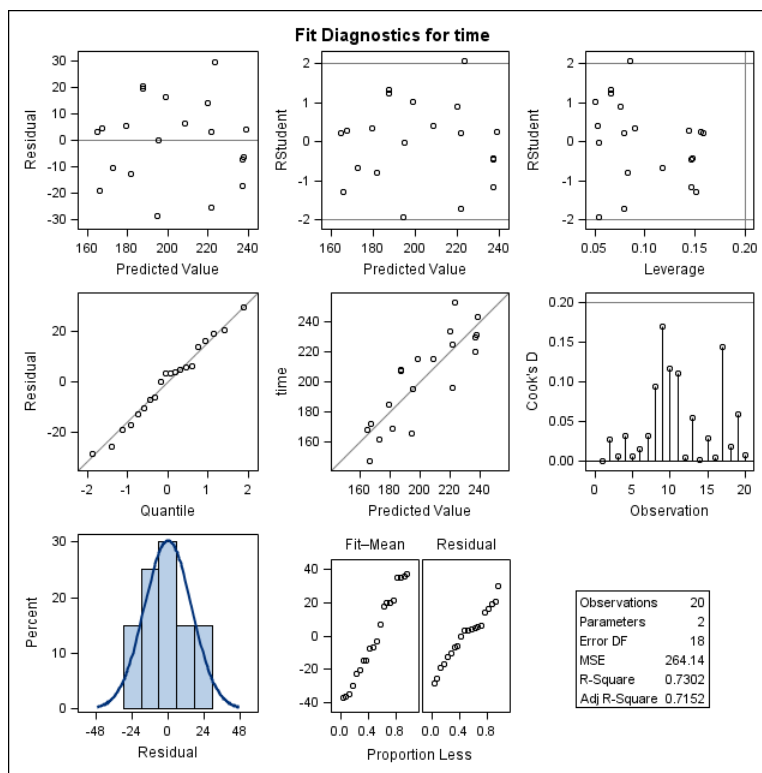 Fit Diagnostics for time
30
20
10
0
-10
-20
-30
Residual
160 180 200 220 240
Predicted Value
2
1
0
-1
-2
RStudent
160 180 200 220 240
Predicted Value
2
1
0
-1
-2
RStudent
0.05 0.10 0.15 0.20
Leverage
20
0
-20
Residual
-2 -1 0 1 2
Quantile
240
220
200
180
160
time
160 180 200 220 240
Predicted Value
0.20
0.15
0.10
0.05
0.00
Cook's D
0 5 10 15 20
Observation
30
20
10
0
Percent
-48 -24 0 24 48
Residual
Fit–Mean Residual
40
20
0
-20
-40
0.0 0.4 0.8 0.0 0.4 0.8
Proportion Less
Observations 20
Parameters 2
Error DF 18
MSE 264.14
R-Square 0.7302
Adj R-Square 0.7152